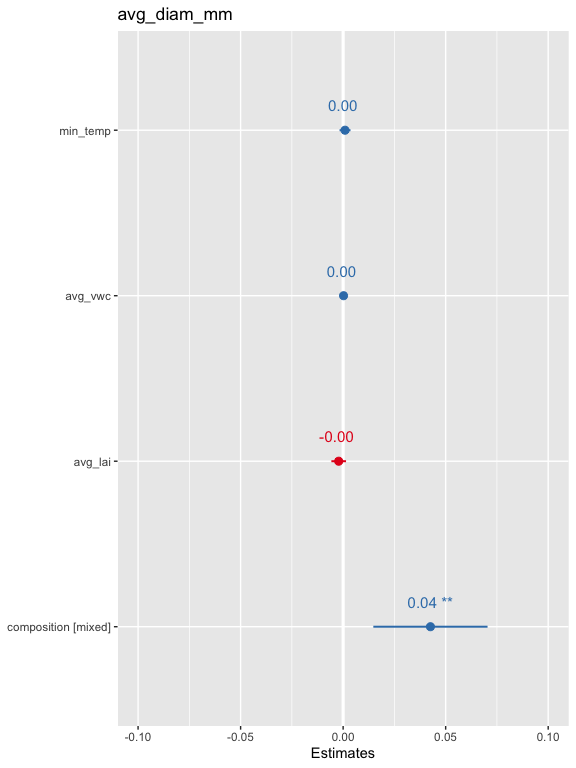 avg_diam_mm
0.00
min_temp
0.00
avg_vwc
-0.00
avg_lai
0.04 **
composition [mixed]
-0.10 -0.05 0.00 0.05 0.10
Estimates